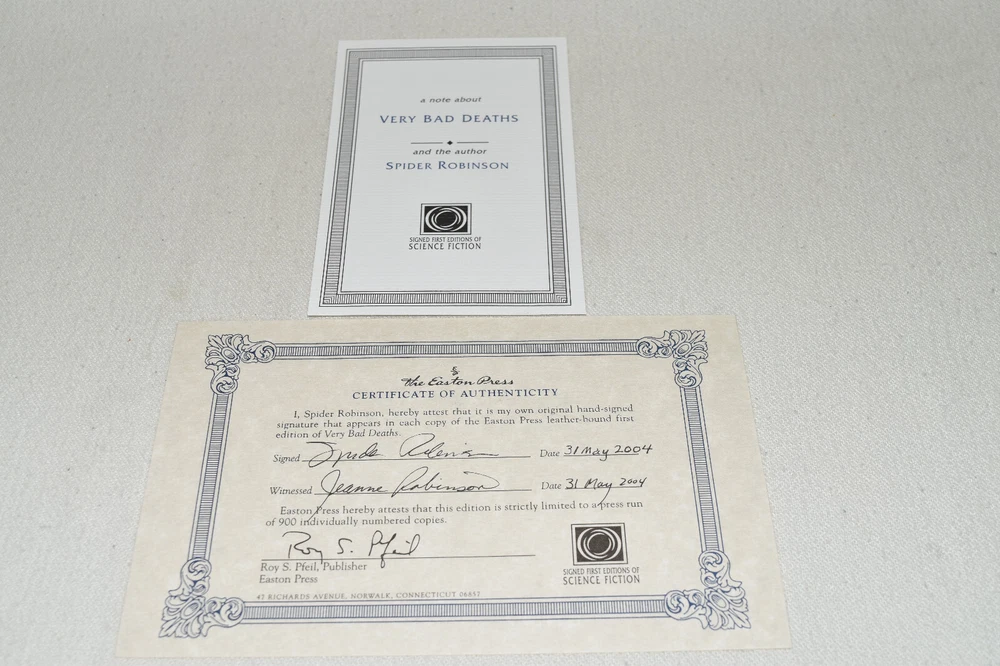 a note about
VERY BAD DEATHS
and the author
SPIDER ROBINSON
SIGNED FIRST EDITIONS OF
SCIENCE FICTION
The Easton Press
CERTIFICATE OF AUTHENTICITY
I, Spider Robinson, hereby attest that it is my own original hand-signed
signature that appears in each copy of the Easton Press leather-bound first
edition of Very Bad Deaths.
Signed Spider Robinson Date 31 May 2004
Witnessed Jeanne Robinson Date 31 May 2004
Easton Press hereby attests that this edition is strictly limited to a press run
of 900 individually numbered copies.
Roy S. Pfeil
Roy S. Pfeil, Publisher
Easton Press
SIGNED FIRST EDITIONS OF
SCIENCE FICTION
47 RICHARDS AVENUE, NORWALK, CONNECTICUT 06857